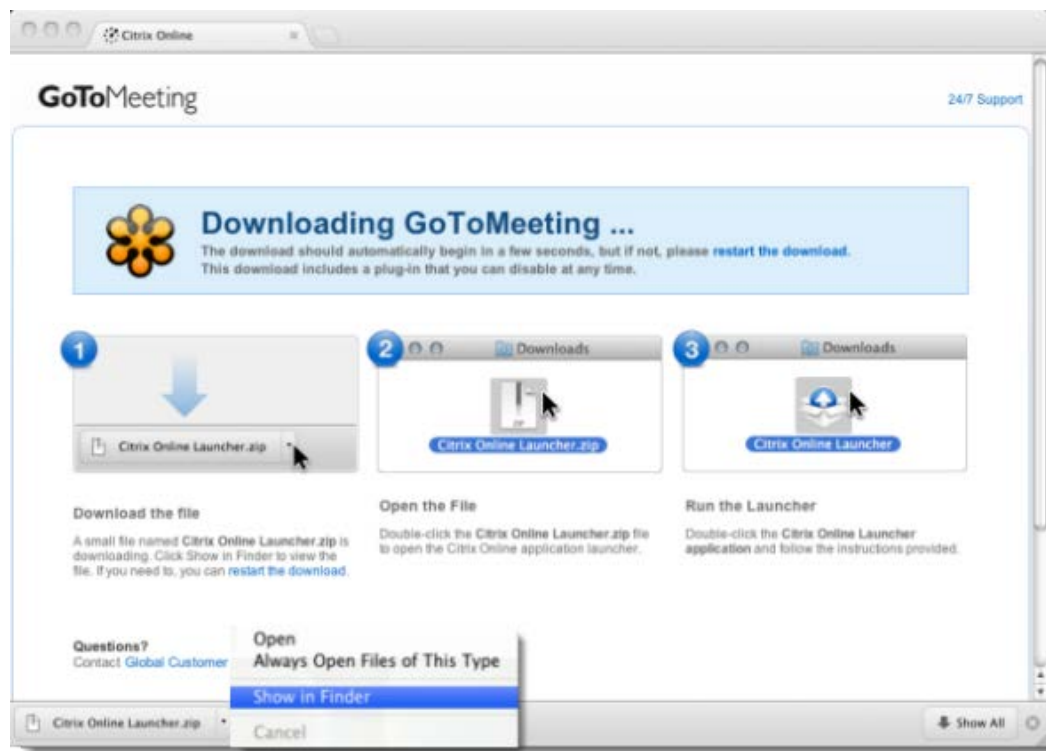 Citrix Online
GoToMeeting
24/7 Support
Downloading GoToMeeting ...
The download should automatically begin in a few seconds, but if not, please restart the download.
This download includes a plug-in that you can disable at any time.
1
Citrix Online Launcher.zip
Download the file
A small file named Citrix Online Launcher.zip is
downloading. Click Show in Finder to view the
file. If you need to, you can restart the download.
2
Downloads
ZIP
Citrix Online Launcher.zip
Open the File
Double-click the Citrix Online Launcher.zip file
to open the Citrix Online application launcher.
3
Downloads
Citrix Online Launcher
Run the Launcher
Double-click the Citrix Online Launcher
application and follow the instructions provided.
Questions?
Contact Global Customer
Open
Always Open Files of This Type
Show in Finder
Cancel
Citrix Online Launcher.zip
Show All